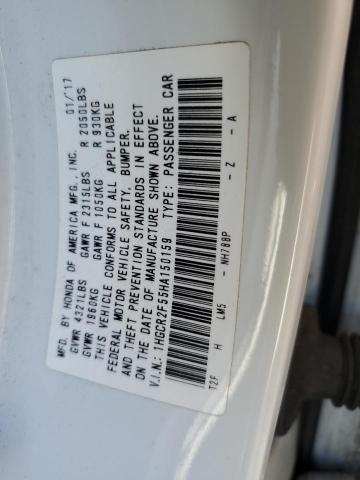 MFD. BY HONDA OF AMERICA MFG., INC. 01/'17
GVWR 4321LBS GAWR F 2315LBS R 2050LBS
GVWR 1960KG GAWR F 1050KG R 930KG
THIS VEHICLE CONFORMS TO ALL APPLICABLE
FEDERAL MOTOR VEHICLE SAFETY, BUMPER,
AND THEFT PREVENTION STANDARDS IN EFFECT
ON THE DATE OF MANUFACTURE SHOWN ABOVE.
V.I.N.: 1HGCR2F55HA150159 TYPE: PASSENGER CAR
T2F H LM5 - NH788P - Z - A